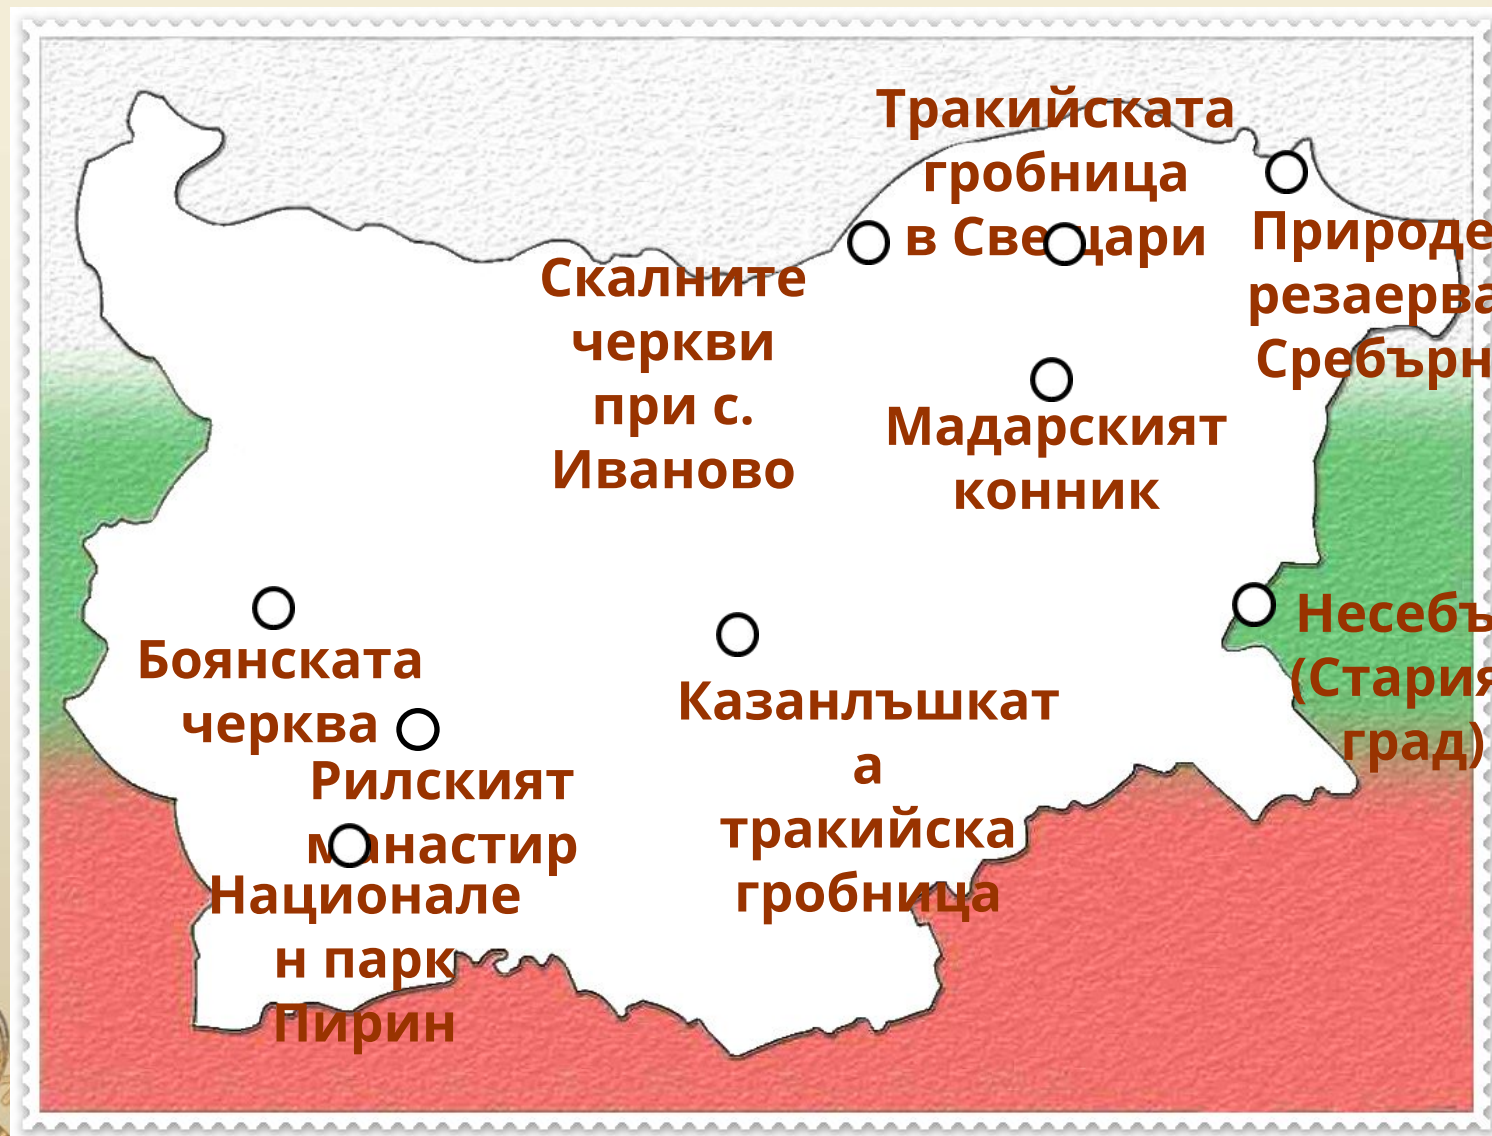 Тракийската
гробница
в Свещари
Природе
резаерва
Сребърн
Скалните
черкви
при с.
Иваново
Мадарският
конник
Несебъ
(Стария
град)
Боянската
черква
Казанлъшкат
а
тракийска
гробница
Рилският
манастир
Национале
н парк
Пирин